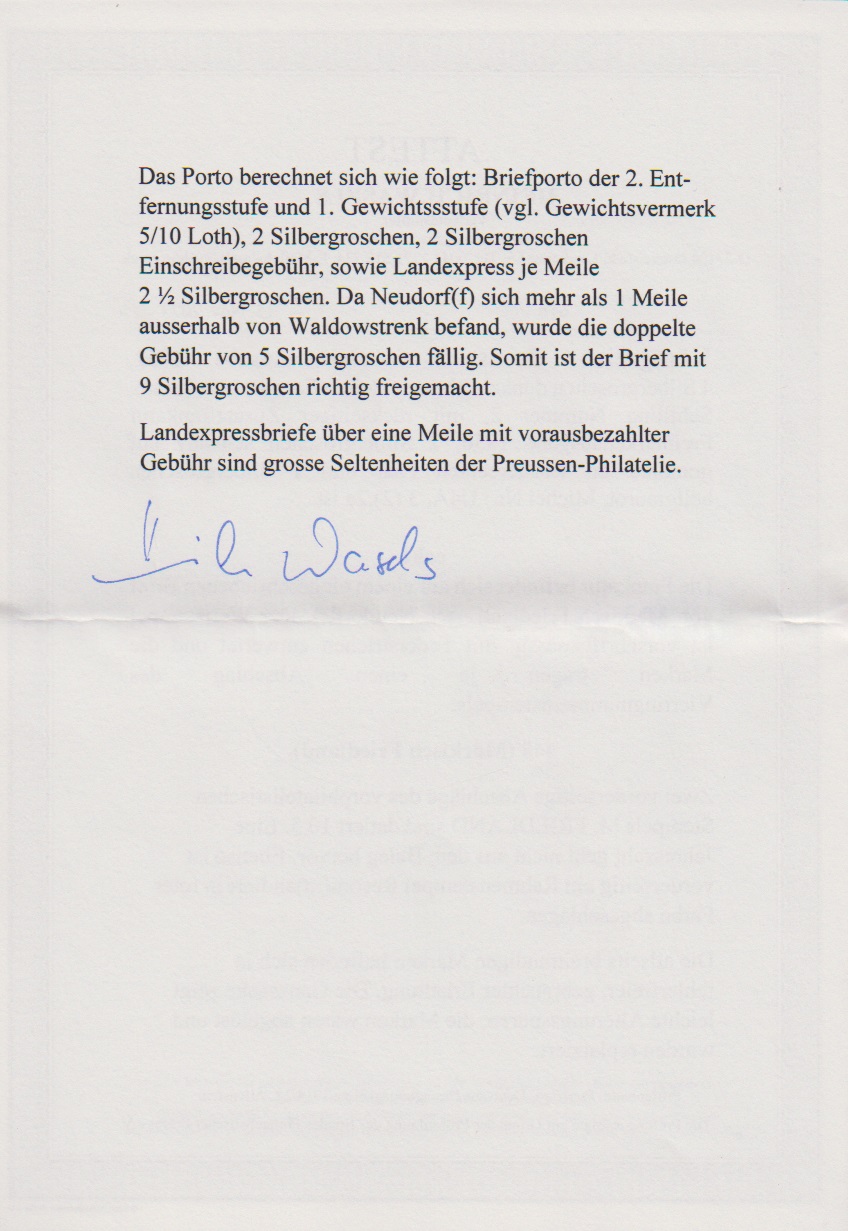 Das Porto berechnet sich wie folgt: Briefporto der 2. Ent-
fernungsstufe und 1. Gewichtssstufe (vgl. Gewichtsvermerk
5/10 Loth), 2 Silbergroschen, 2 Silbergroschen
Einschreibegebühr, sowie Landexpress je Meile
2 ½ Silbergroschen. Da Neudorf(f) sich mehr als 1 Meile
ausserhalb von Waldowstrenk befand, wurde die doppelte
Gebühr von 5 Silbergroschen fällig. Somit ist der Brief mit
9 Silbergroschen richtig freigemacht.
Landexpressbriefe über eine Meile mit vorausbezahlter
Gebühr sind grosse Seltenheiten der Preussen-Philatelie.